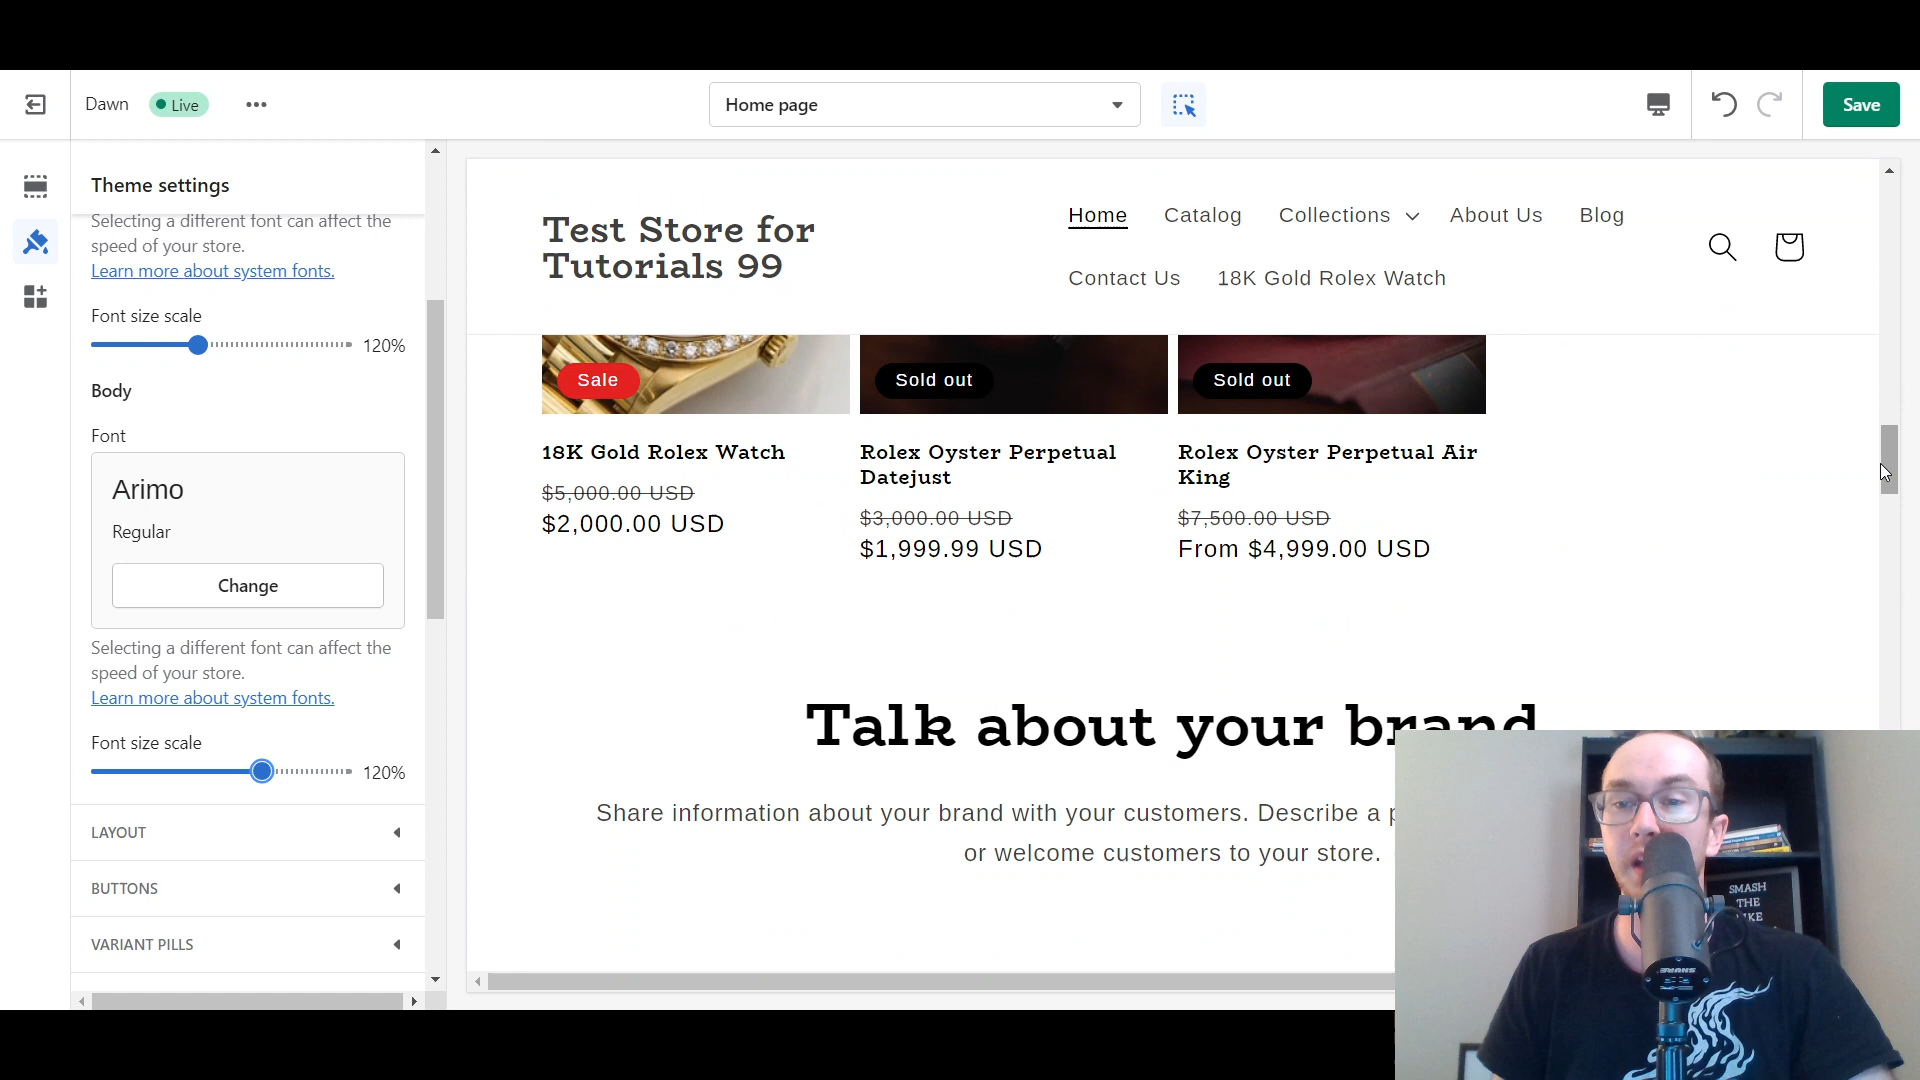 Dawn
Live
Home page
Save
Theme settings
Selecting a different font can affect the
speed of your store.
Learn more about system fonts.
Font size scale
120%
Body
Font
Arimo
Regular
Change
Selecting a different font can affect the
speed of your store.
Learn more about system fonts.
Font size scale
120%
LAYOUT
BUTTONS
VARIANT PILLS
Test Store for
Tutorials 99
Home Catalog Collections About Us Blog
Contact Us 18K Gold Rolex Watch
Sale
Sold out
Sold out
18K Gold Rolex Watch
$5,000.00 USD
$2,000.00 USD
Rolex Oyster Perpetual
Datejust
$3,000.00 USD
$1,999.99 USD
Rolex Oyster Perpetual Air
King
$7,500.00 USD
From $4,999.00 USD
Talk about your brand
Share information about your brand with your customers. Describe a
or welcome customers to your store.
SMASH
THE
SHURE